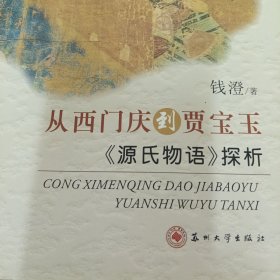 钱澄/著
从西门庆到贾宝玉
《源氏物语》探析
CONG XIMENQING DAO JIABAOYU
YUANSHI WUYU TANXI
苏州大学出版社